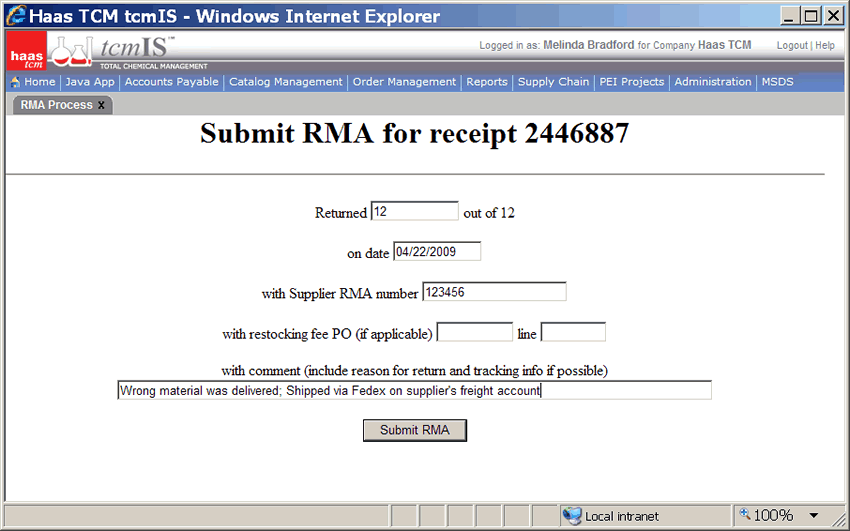 Haas TCM tcmIS - Windows Internet Explorer
haas tcm
tcmIS™
TOTAL CHEMICAL MANAGEMENT
Logged in as: Melinda Bradford for Company Haas TCM
Logout | Help
Home | Java App | Accounts Payable | Catalog Management | Order Management | Reports | Supply Chain | PEI Projects | Administration | MSDS
RMA Process x
Submit RMA for receipt 2446887
Returned 12 out of 12
on date 04/22/2009
with Supplier RMA number 123456
with restocking fee PO (if applicable) line
with comment (include reason for return and tracking info if possible)
Wrong material was delivered; Shipped via Fedex on supplier's freight account
Submit RMA
Local intranet 100%